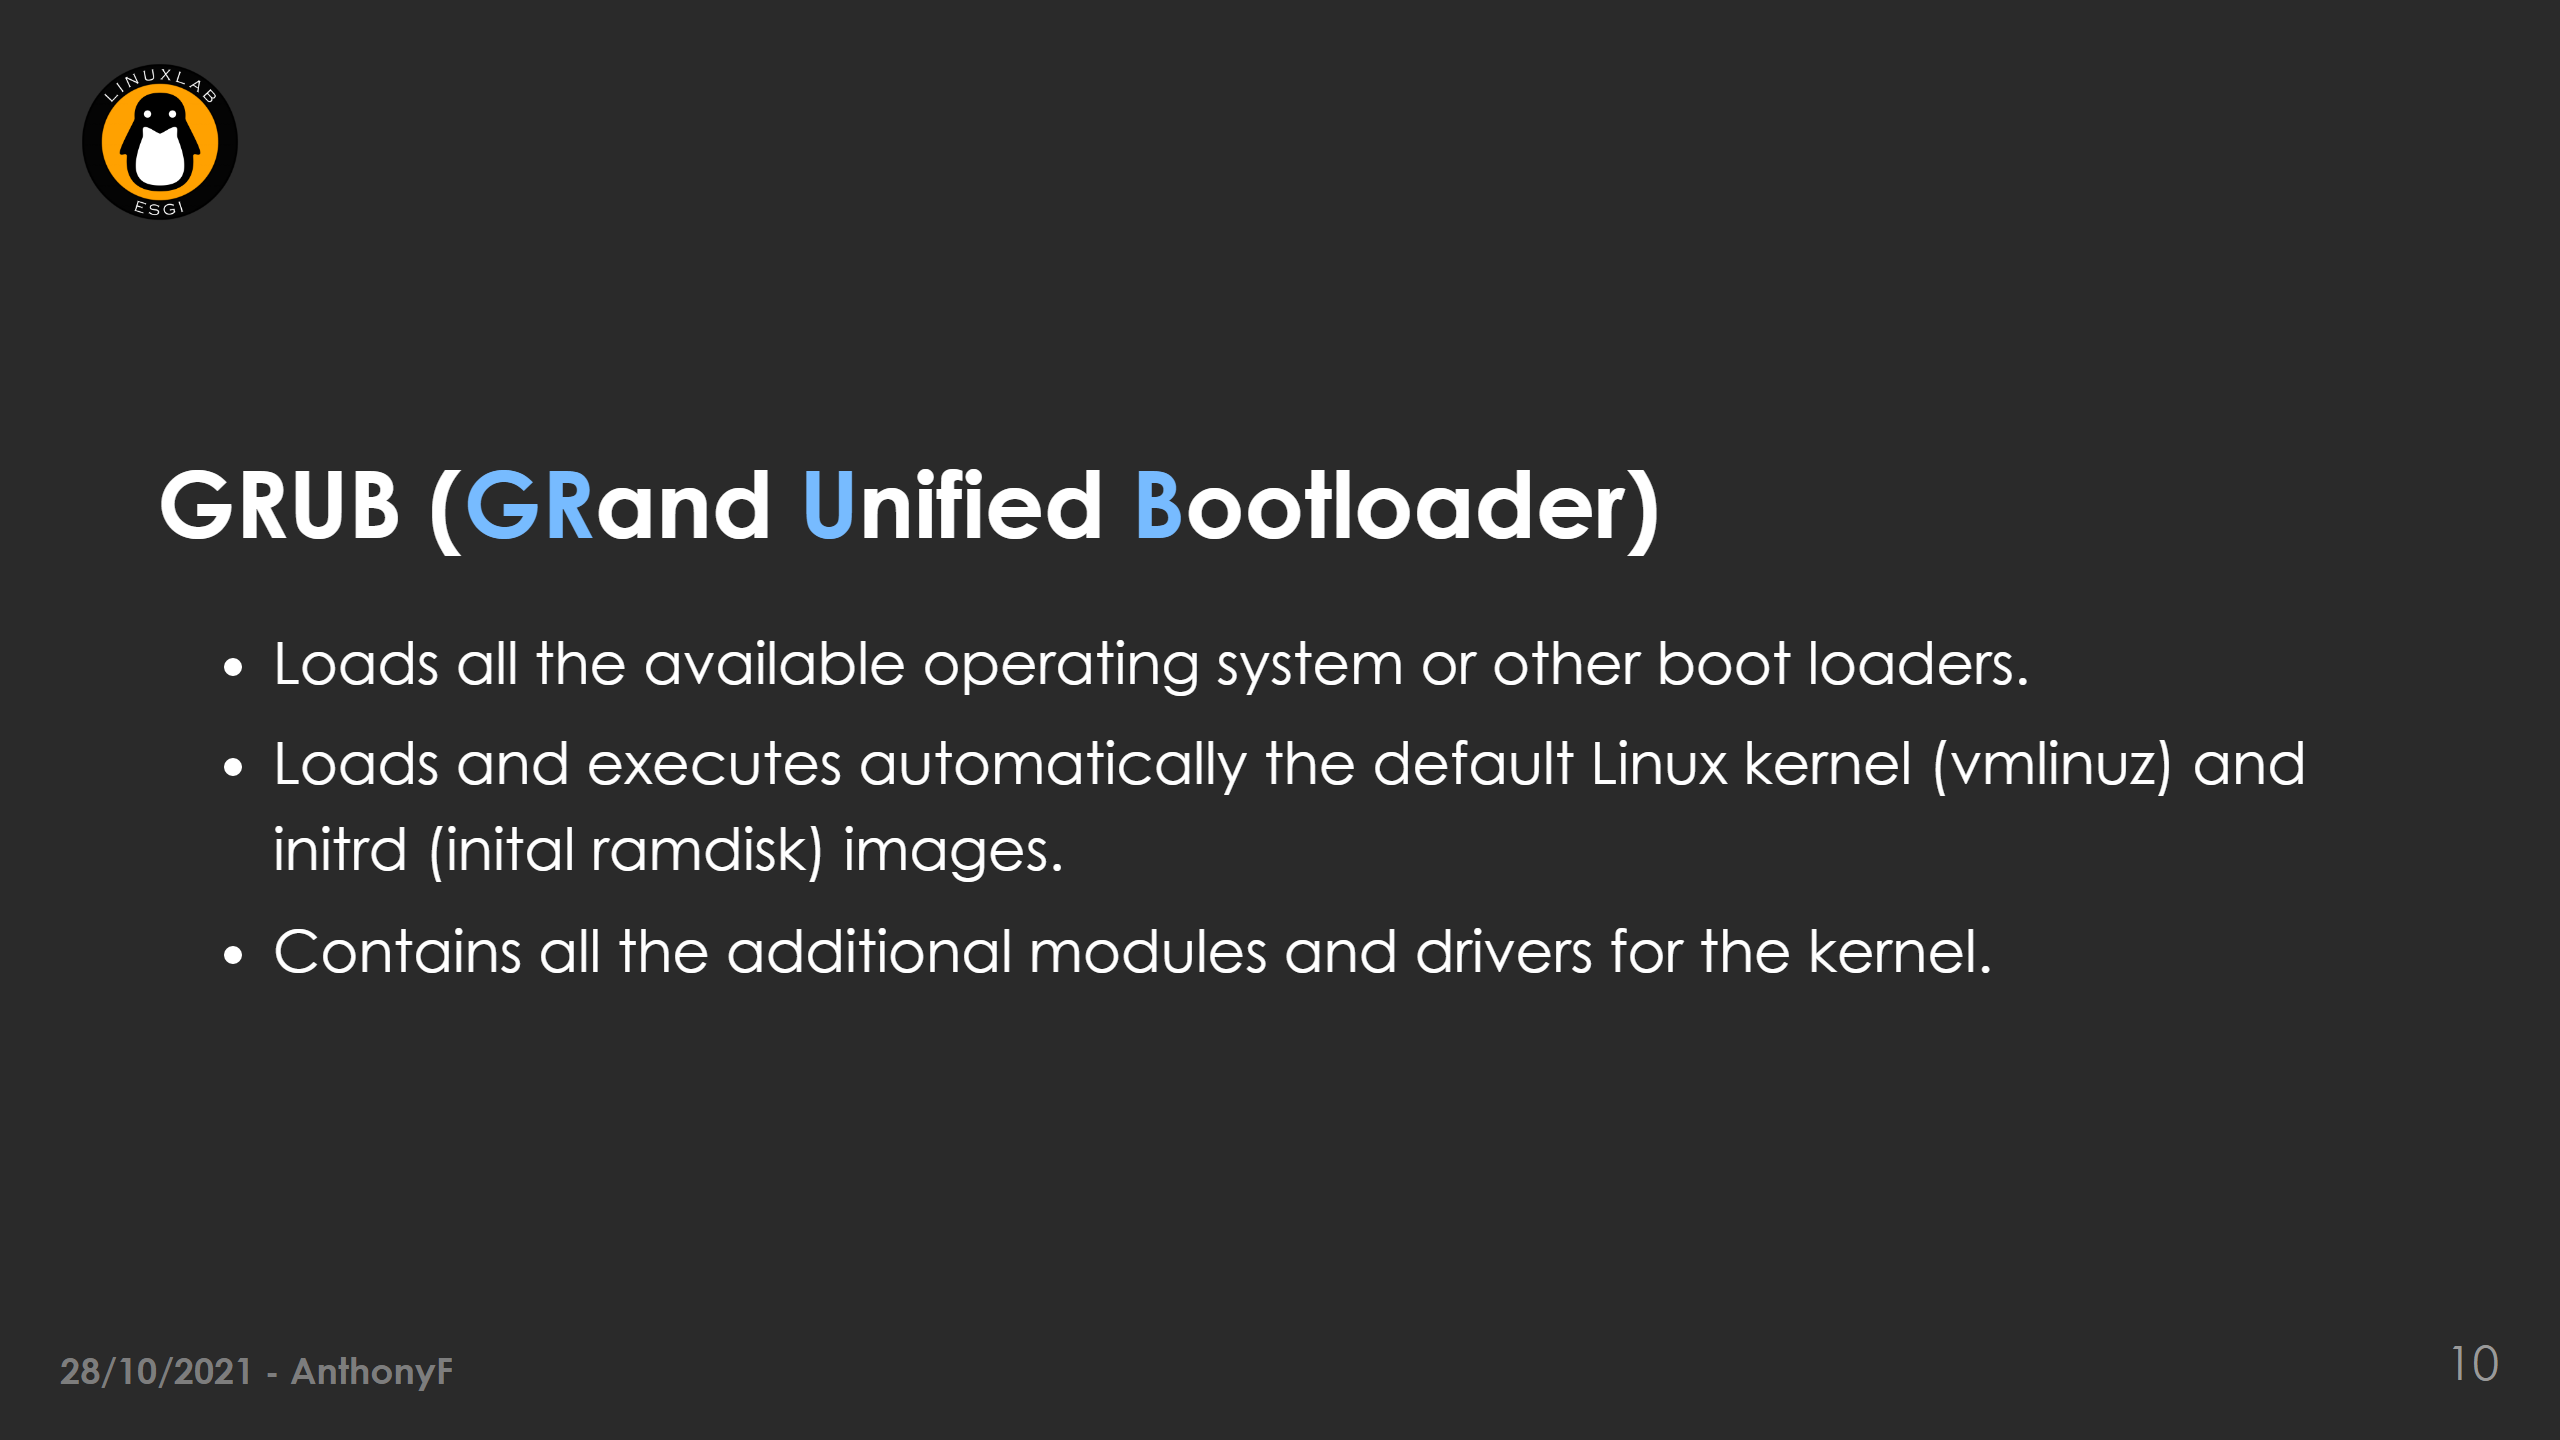 LINUXLAB
ESGI
GRUB (GRand Unified Bootloader)
• Loads all the available operating system or other boot loaders.
• Loads and executes automatically the default Linux kernel (vmlinuz) and
initrd (inital ramdisk) images.
• Contains all the additional modules and drivers for the kernel.
28/10/2021 - AnthonyF
10